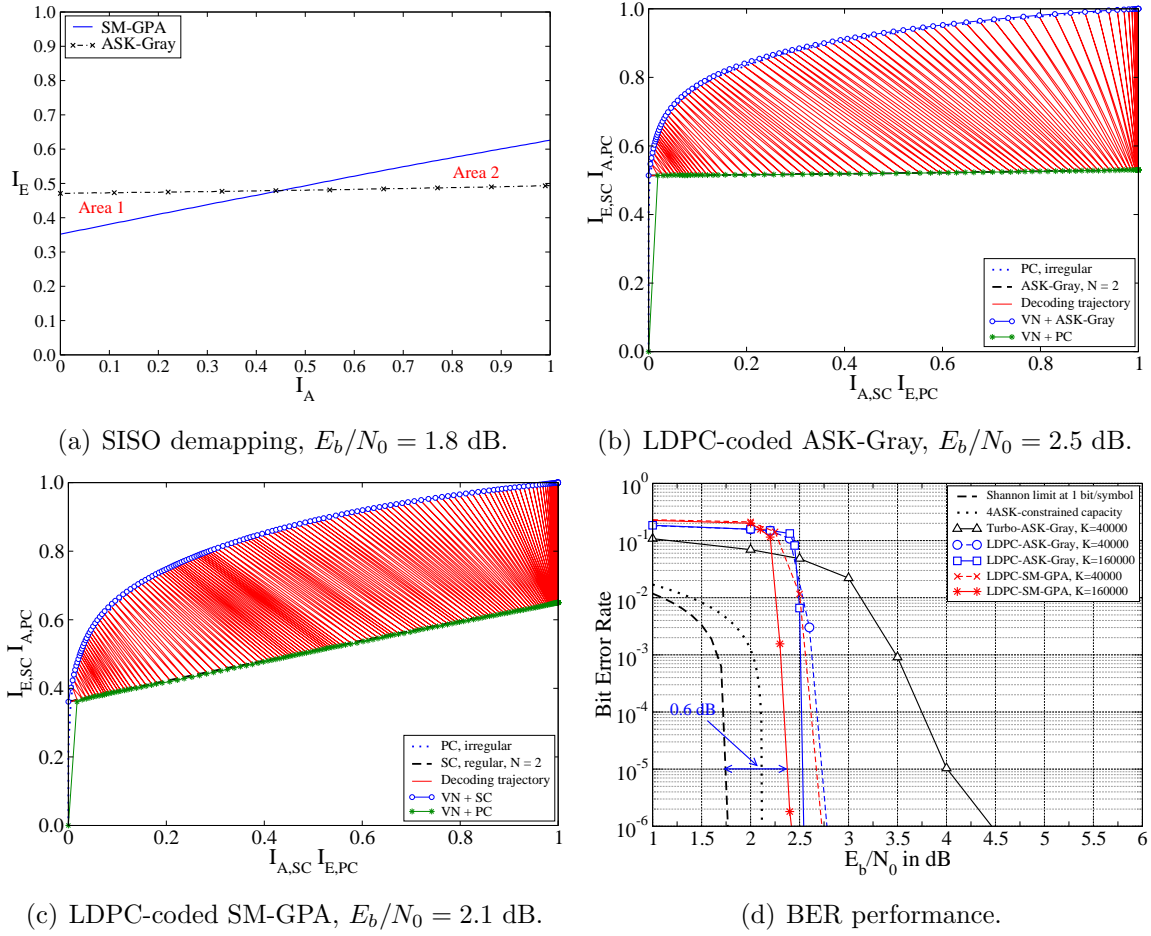 SM-GPA
ASK-Gray
1.0
0.9
0.8
0.7
0.6
0.5
0.4
0.3
0.2
0.1
0.0
I_E
Area 1
Area 2
0 0.1 0.2 0.3 0.4 0.5 0.6 0.7 0.8 0.9 1
I_A
(a) SISO demapping, E_b/N_0 = 1.8 dB.
1.0
0.8
0.6
0.4
0.2
0.0
I_{E,SC} I_{A,PC}
PC, irregular
ASK-Gray, N = 2
Decoding trajectory
VN + ASK-Gray
VN + PC
0 0.2 0.4 0.6 0.8 1
I_{A,SC} I_{E,PC}
(b) LDPC-coded ASK-Gray, E_b/N_0 = 2.5 dB.
1.0
0.8
0.6
0.4
0.2
0.0
I_{E,SC} I_{A,PC}
PC, irregular
SC, regular, N = 2
Decoding trajectory
VN + SC
VN + PC
0 0.2 0.4 0.6 0.8 1
I_{A,SC} I_{E,PC}
(c) LDPC-coded SM-GPA, E_b/N_0 = 2.1 dB.
10^0
10^{-1}
10^{-2}
10^{-3}
10^{-4}
10^{-5}
10^{-6}
Bit Error Rate
Shannon limit at 1 bit/symbol
4ASK-constrained capacity
Turbo-ASK-Gray, K=40000
LDPC-ASK-Gray, K=40000
LDPC-ASK-Gray, K=160000
LDPC-SM-GPA, K=40000
LDPC-SM-GPA, K=160000
0.6 dB
1 1.5 2 2.5 3 3.5 4 4.5 5 5.5 6
E_b/N_0 in dB
(d) BER performance.